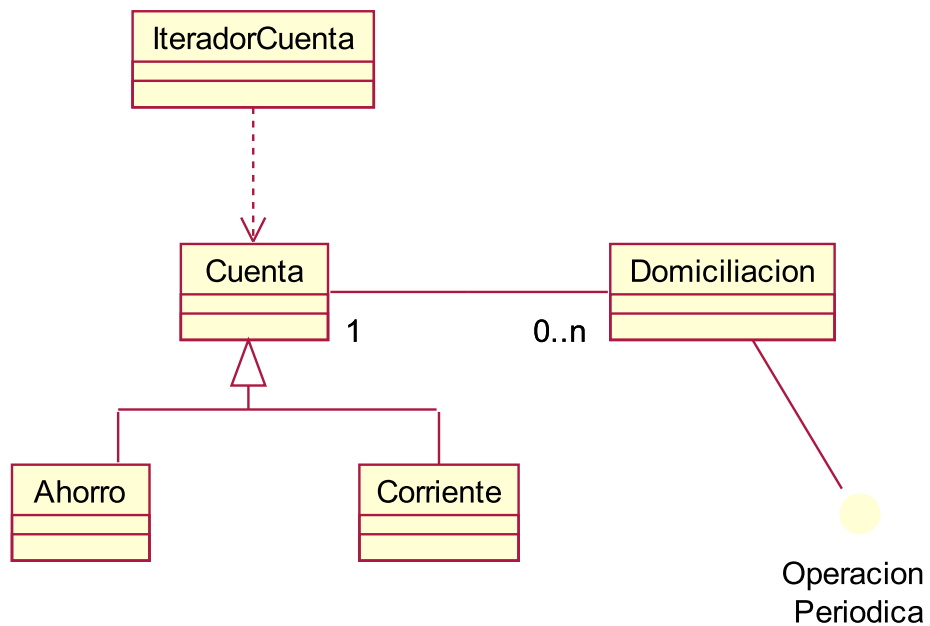 IteradorCuenta
Cuenta
Domiciliacion
1
0..n
Ahorro
Corriente
Operacion
Periodica